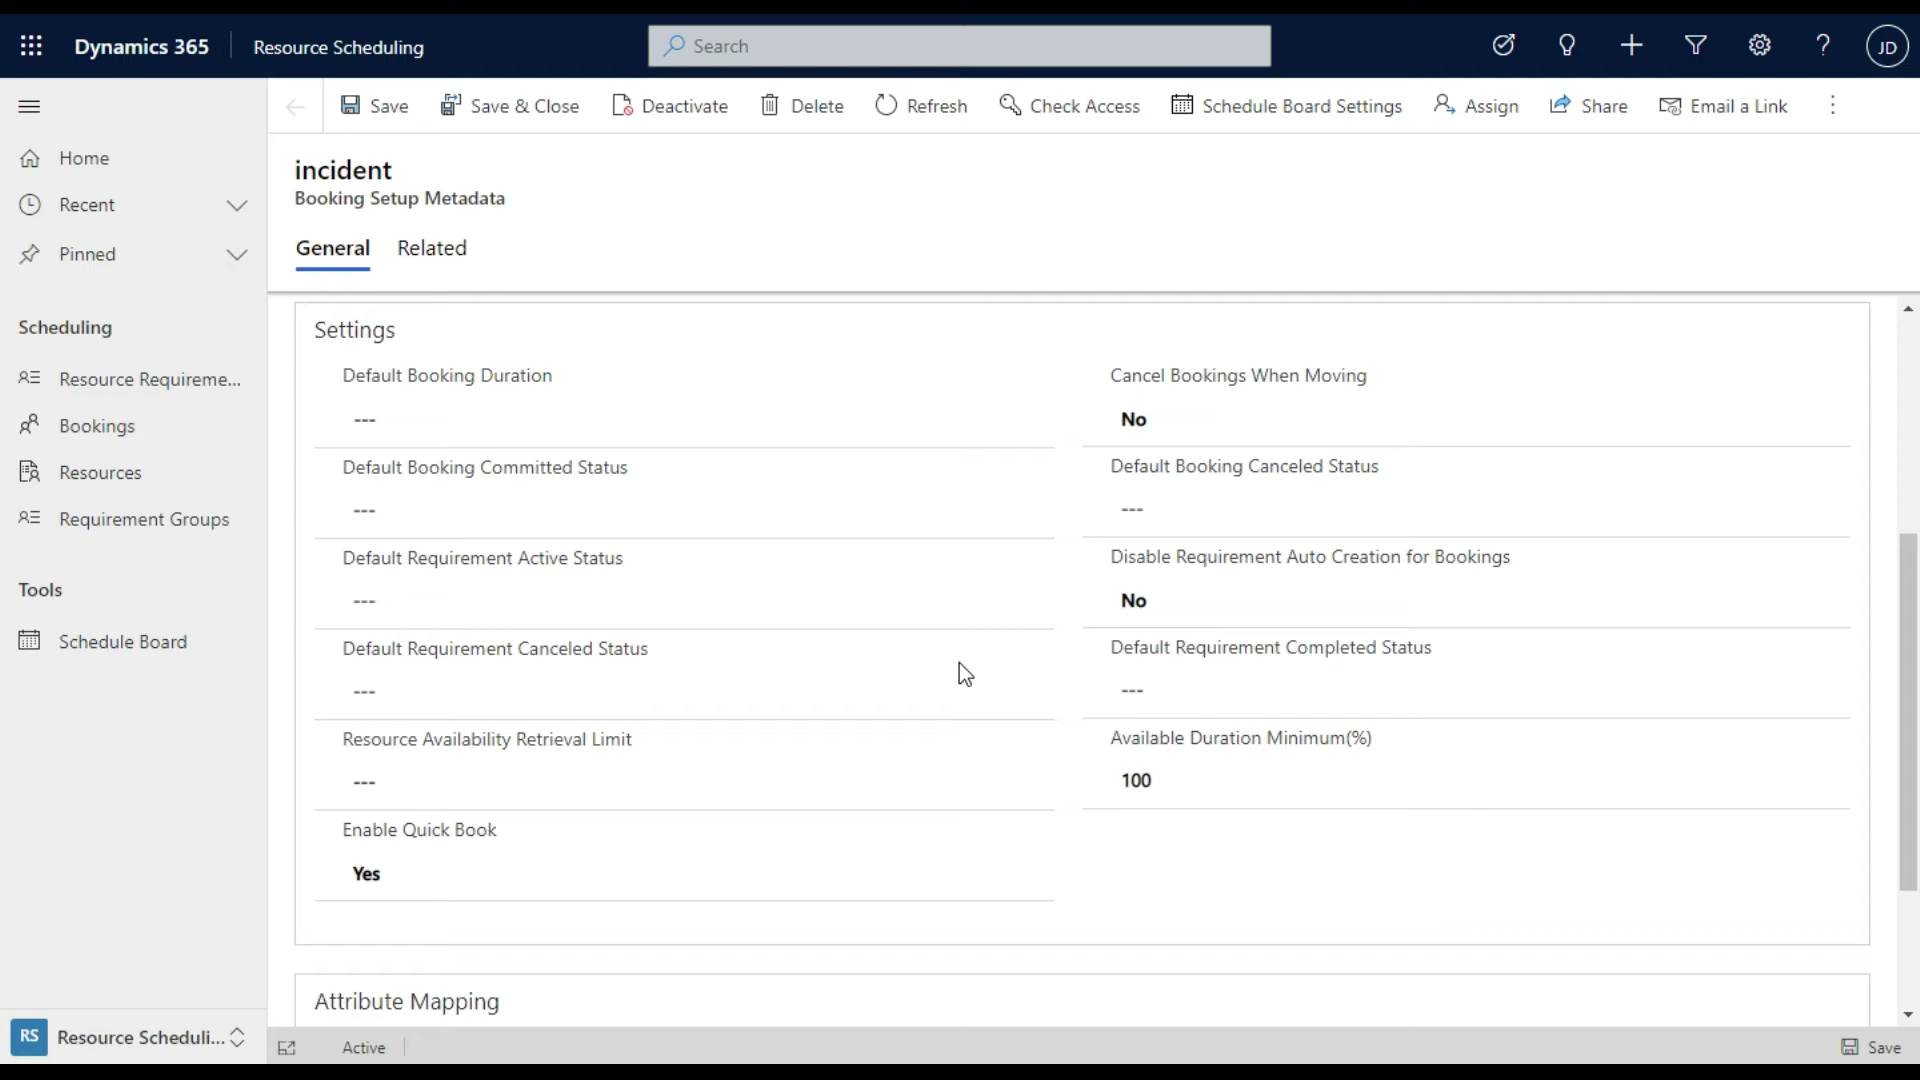 Dynamics 365
Resource Scheduling
Search
JD
Save
Save & Close
Deactivate
Delete
Refresh
Check Access
Schedule Board Settings
Assign
Share
Email a Link
Home
Recent
Pinned
Scheduling
Resource Requireme...
Bookings
Resources
Requirement Groups
Tools
Schedule Board
RS
Resource Scheduli...
incident
Booking Setup Metadata
General
Related
Settings
Default Booking Duration
---
Cancel Bookings When Moving
No
Default Booking Committed Status
---
Default Booking Canceled Status
---
Default Requirement Active Status
---
Disable Requirement Auto Creation for Bookings
No
Default Requirement Canceled Status
---
Default Requirement Completed Status
---
Resource Availability Retrieval Limit
---
Available Duration Minimum(%)
100
Enable Quick Book
Yes
Attribute Mapping
Active
Save